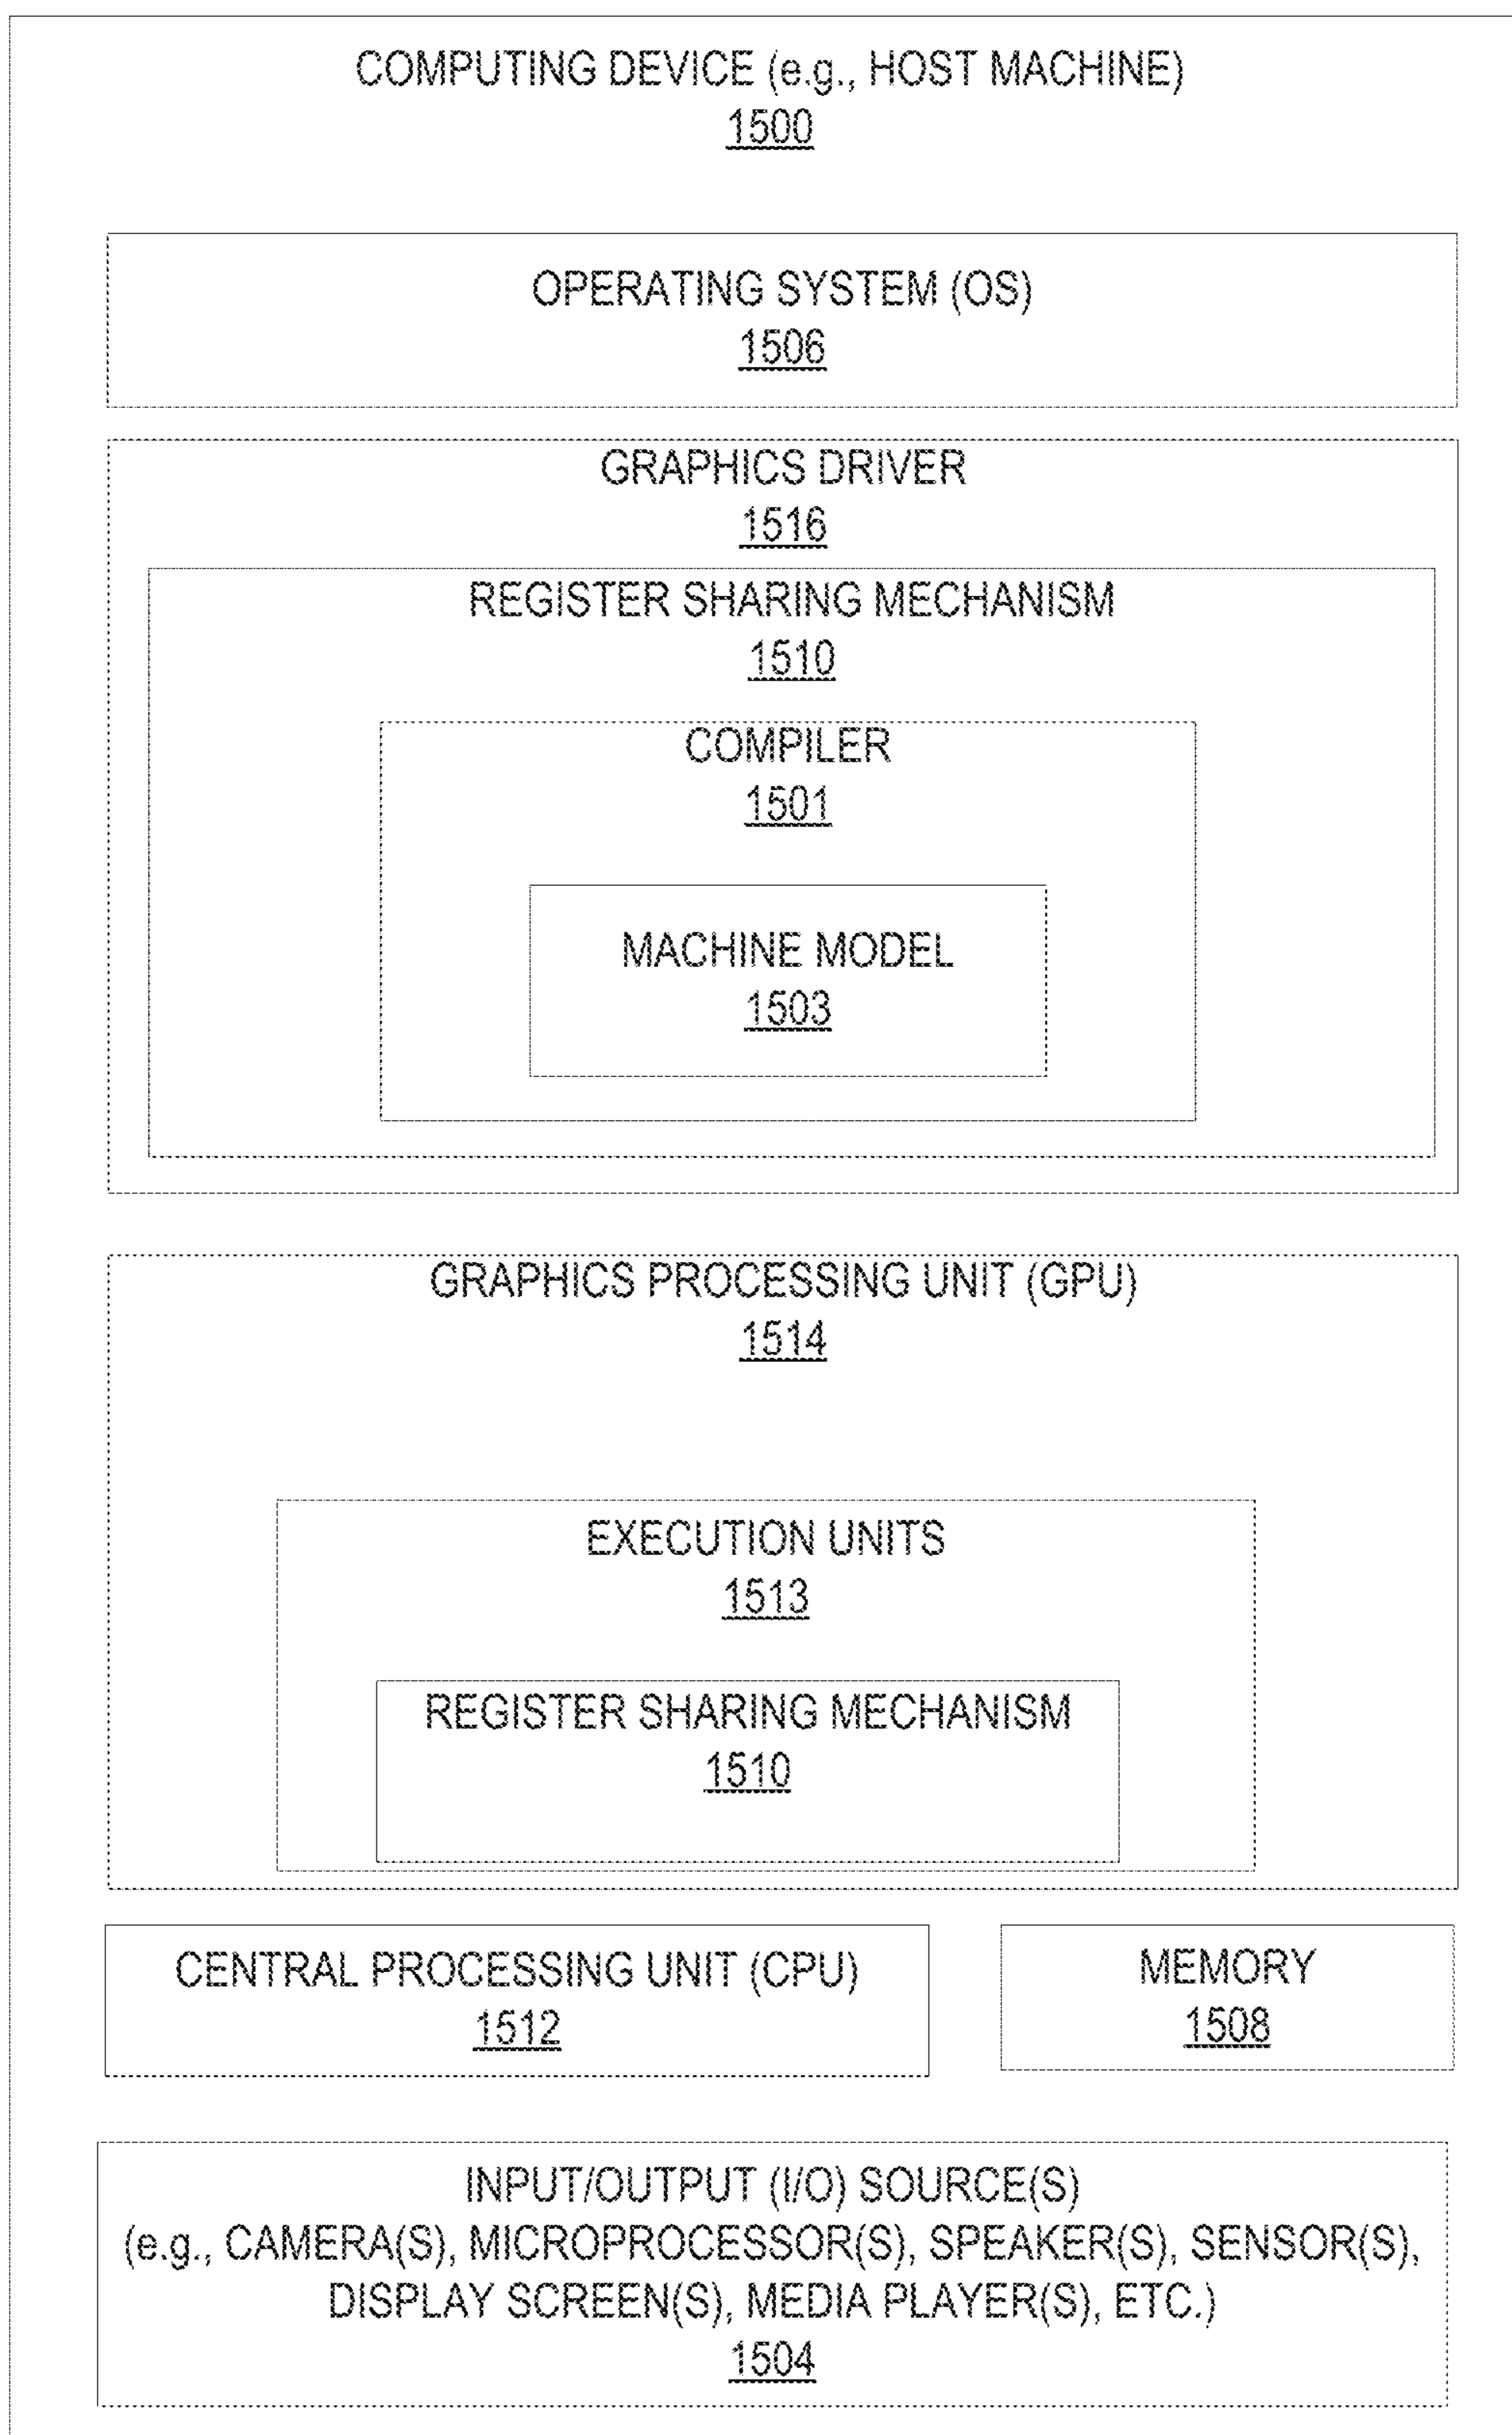 COMPUTING DEVICE (e.g., HOST MACHINE)
1500
OPERATING SYSTEM (OS)
1506
GRAPHICS DRIVER
1516
REGISTER SHARING MECHANISM
1510
COMPILER
1501
MACHINE MODEL
1503
GRAPHICS PROCESSING UNIT (GPU)
1514
EXECUTION UNITS
1513
REGISTER SHARING MECHANISM
1510
CENTRAL PROCESSING UNIT (CPU)
1512
MEMORY
1508
INPUT/OUTPUT (I/O) SOURCE(S)
(e.g., CAMERA(S), MICROPROCESSOR(S), SPEAKER(S), SENSOR(S),
DISPLAY SCREEN(S), MEDIA PLAYER(S), ETC.)
1504